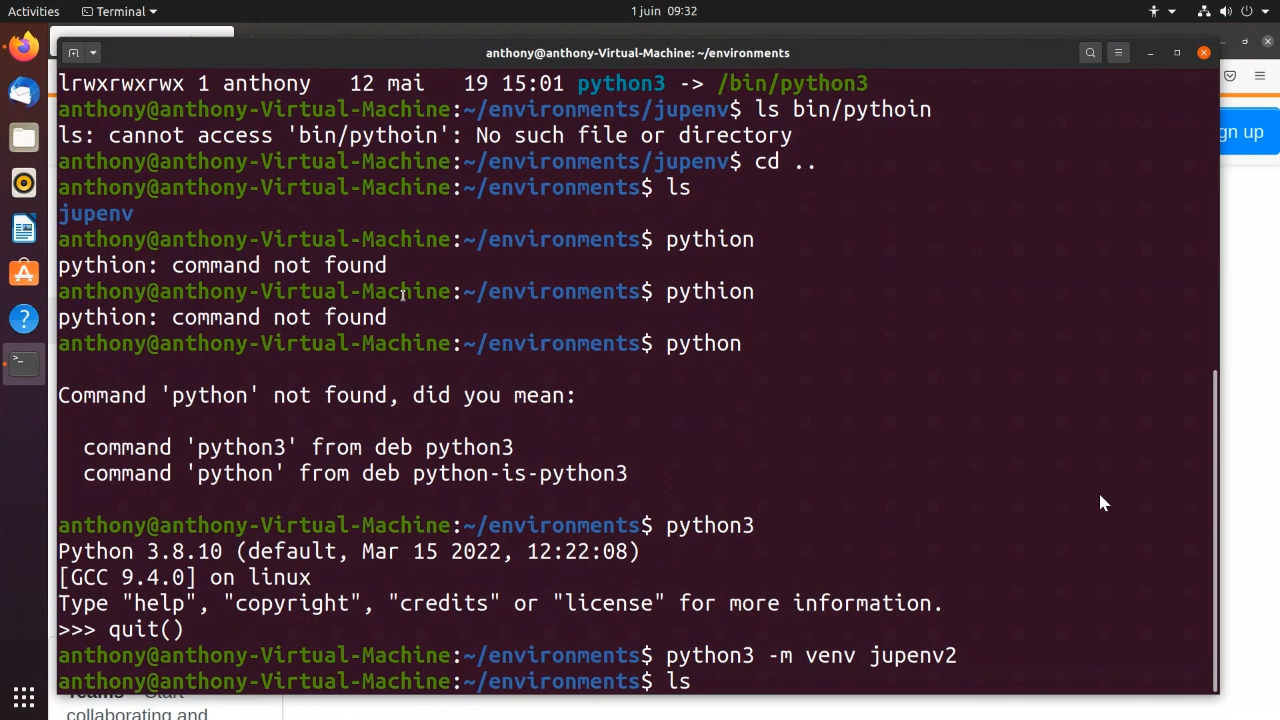 Activities
Terminal
1 juin 09:32
anthony@anthony-Virtual-Machine: ~/environments
lrwxrwxrwx 1 anthony   12 mai   19 15:01 python3 -> /bin/python3
anthony@anthony-Virtual-Machine:~/environments/jupenv$ ls bin/pythoin
ls: cannot access 'bin/pythoin': No such file or directory
anthony@anthony-Virtual-Machine:~/environments/jupenv$ cd ..
anthony@anthony-Virtual-Machine:~/environments$ ls
jupenv
anthony@anthony-Virtual-Machine:~/environments$ pythion
pythion: command not found
anthony@anthony-Virtual-Machine:~/environments$ pythion
pythion: command not found
anthony@anthony-Virtual-Machine:~/environments$ python
Command 'python' not found, did you mean:
  command 'python3' from deb python3
  command 'python' from deb python-is-python3
anthony@anthony-Virtual-Machine:~/environments$ python3
Python 3.8.10 (default, Mar 15 2022, 12:22:08)
[GCC 9.4.0] on linux
Type "help", "copyright", "credits" or "license" for more information.
>>> quit()
anthony@anthony-Virtual-Machine:~/environments$ python3 -m venv jupenv2
anthony@anthony-Virtual-Machine:~/environments$ ls
gn up
collaborating and